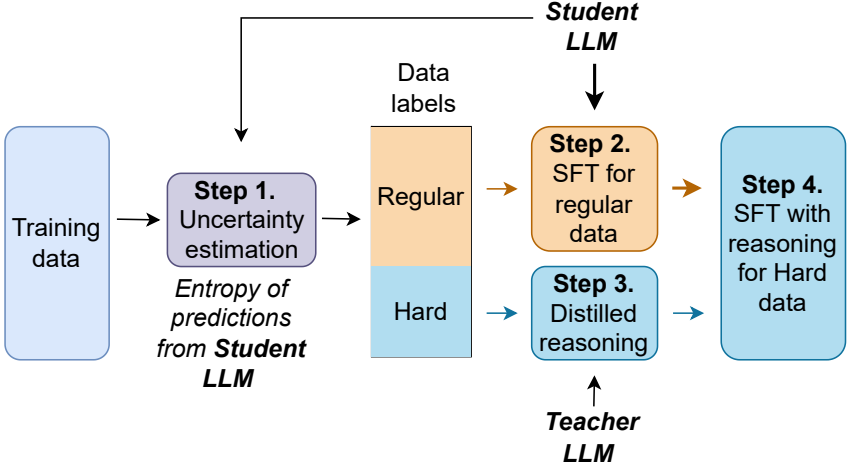 Student
LLM
Data
labels
Training
data
Step 1.
Uncertainty
estimation
Entropy of
predictions
from Student
LLM
Regular
Hard
Step 2.
SFT for
regular
data
Step 3.
Distilled
reasoning
Teacher
LLM
Step 4.
SFT with
reasoning
for Hard
data